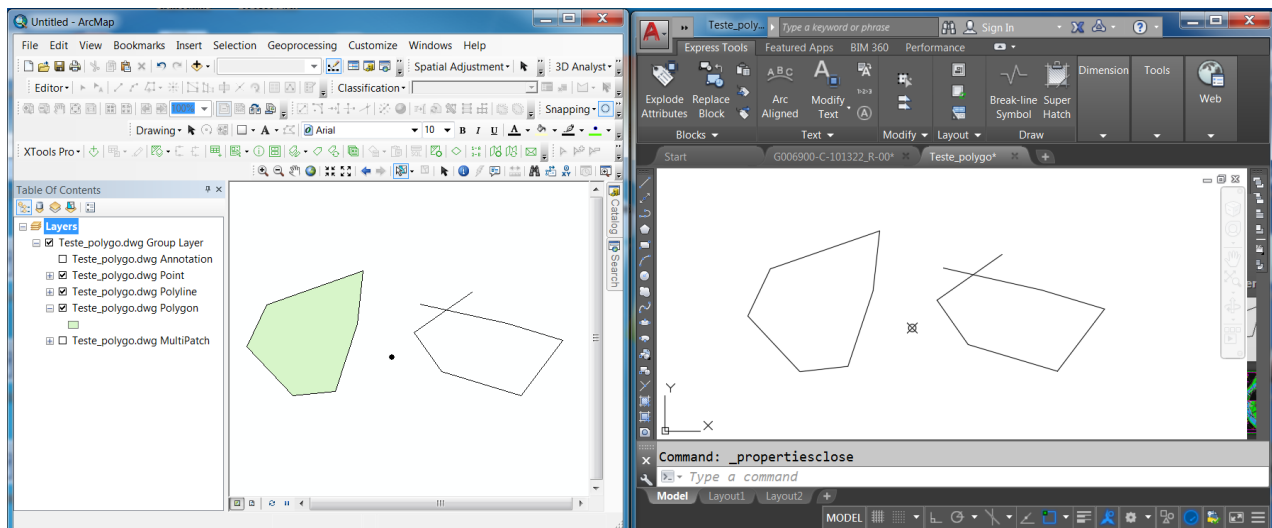 Untitled - ArcMap
File Edit View Bookmarks Insert Selection Geoprocessing Customize Windows Help
Spatial Adjustment 3D Analyst
Editor Classification
100% Snapping
Drawing A Arial 10 B I U A
XTools Pro
Table Of Contents
Layers
Teste_polygo.dwg Group Layer
Teste_polygo.dwg Annotation
Teste_polygo.dwg Point
Teste_polygo.dwg Polyline
Teste_polygo.dwg Polygon
Teste_polygo.dwg MultiPatch
Catalog
Search
Teste_poly... Type a keyword or phrase Sign In
Express Tools Featured Apps BIM 360 Performance
Explode Attributes
Replace Block
ABC Arc Aligned
Modify Text
Break-line Symbol
Super Hatch
Dimension
Tools
Web
Blocks Text Modify Layout Draw
Start G006900-C-101322_R-00* Teste_polygo*
Y
X
Command: _propertiesclose
Type a command
Model Layout1 Layout2 +
MODEL